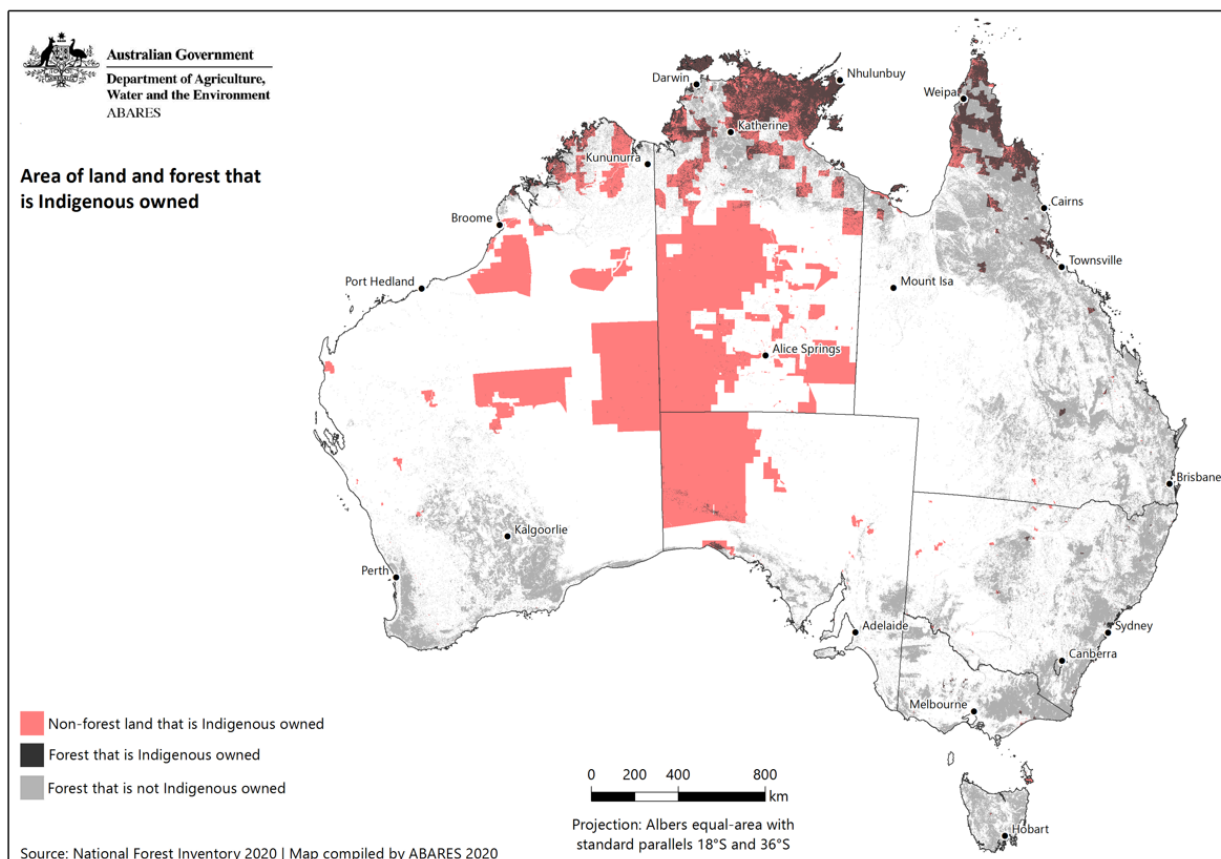 Australian Government
Department of Agriculture,
Water and the Environment
ABARES
Area of land and forest that
is Indigenous owned
Darwin
Nhulunbuy
Weipa
Katherine
Kununurra
Cairns
Broome
Townsville
Port Hedland
Mount Isa
Alice Springs
Brisbane
Kalgoorlie
Perth
Adelaide
Sydney
Canberra
Melbourne
Hobart
Non-forest land that is Indigenous owned
Forest that is Indigenous owned
Forest that is not Indigenous owned
0 200 400 800
km
Projection: Albers equal-area with
standard parallels 18°S and 36°S
Source: National Forest Inventory 2020 | Map compiled by ABARES 2020